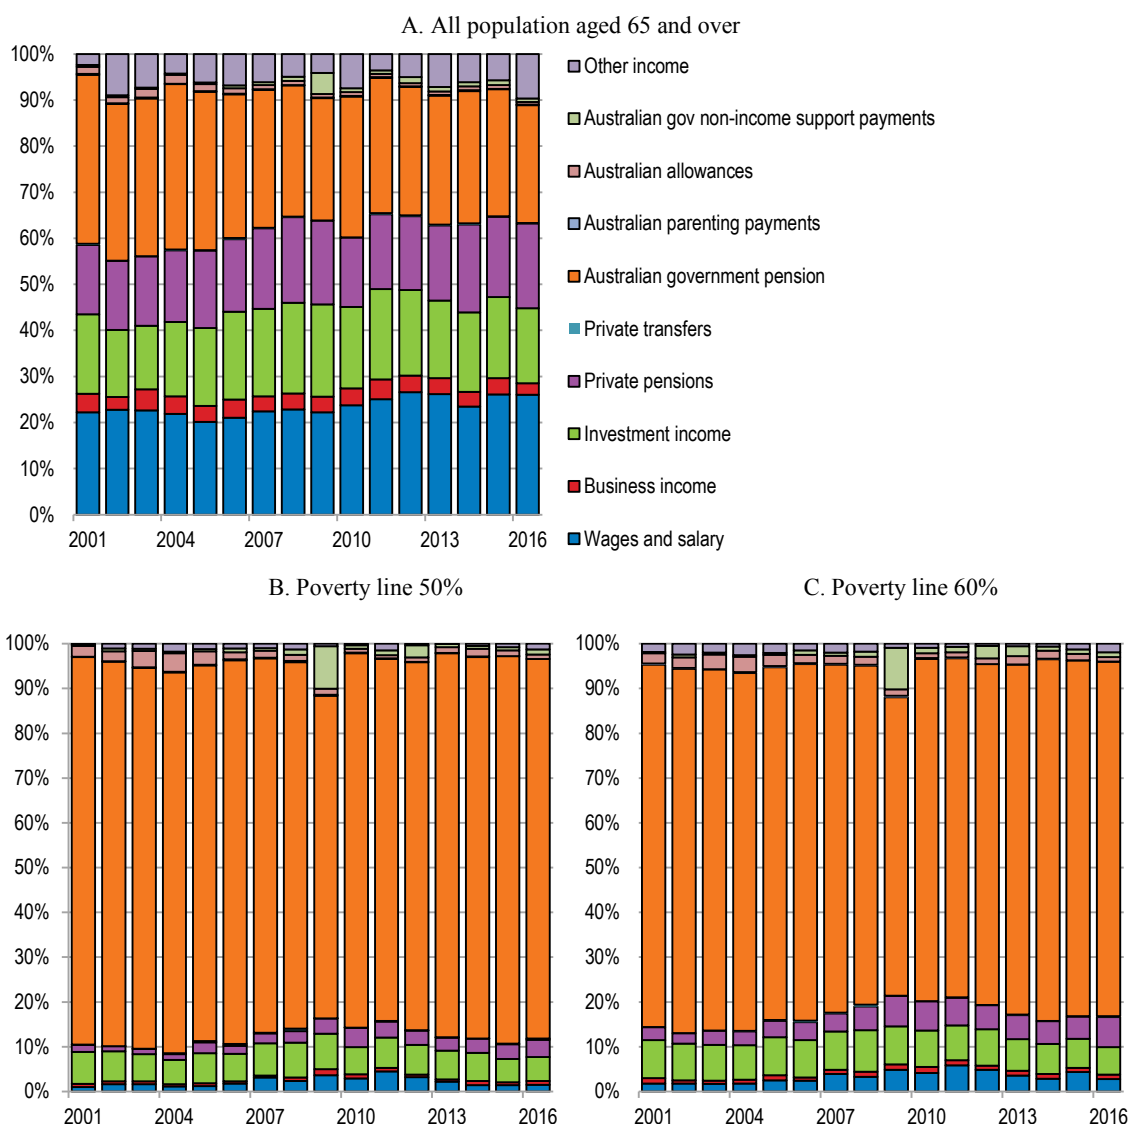 A. All population aged 65 and over
100%
90%
80%
70%
60%
50%
40%
30%
20%
10%
0%
2001 2004 2007 2010 2013 2016
Other income
Australian gov non-income support payments
Australian allowances
Australian parenting payments
Australian government pension
Private transfers
Private pensions
Investment income
Business income
Wages and salary
B. Poverty line 50%
100%
90%
80%
70%
60%
50%
40%
30%
20%
10%
0%
2001 2004 2007 2010 2013 2016
C. Poverty line 60%
100%
90%
80%
70%
60%
50%
40%
30%
20%
10%
0%
2001 2004 2007 2010 2013 2016